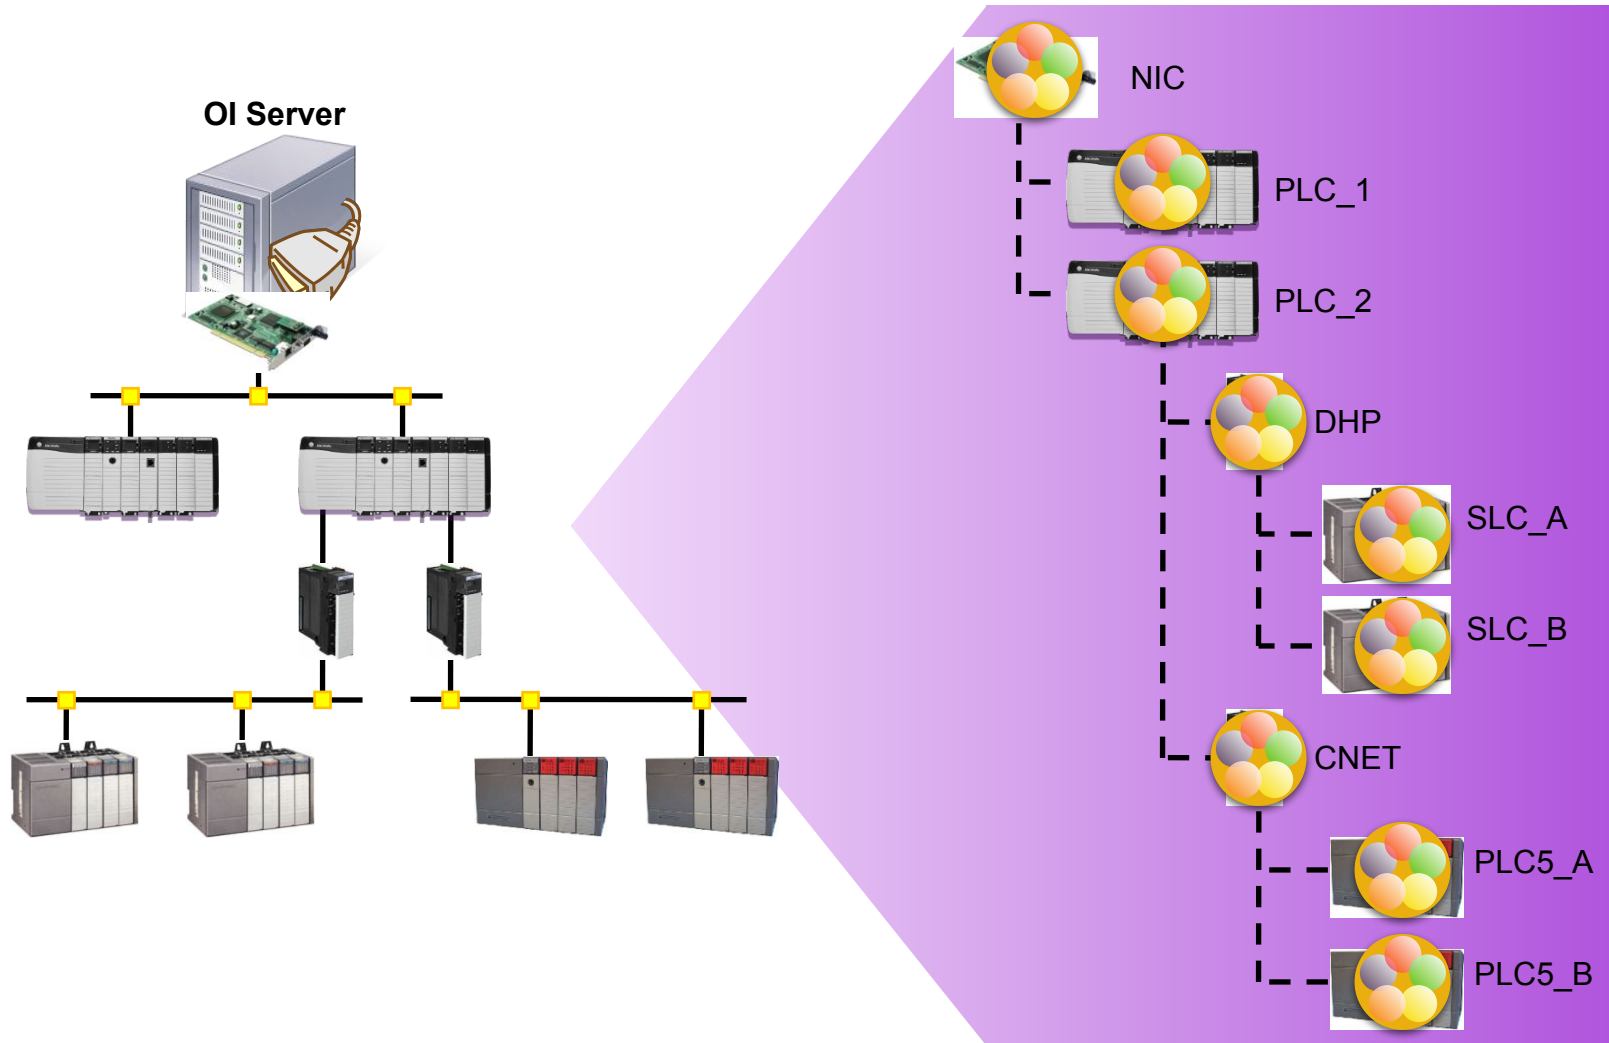 OI Server
NIC
PLC_1
PLC_2
DHP
SLC_A
SLC_B
CNET
PLC5_A
PLC5_B